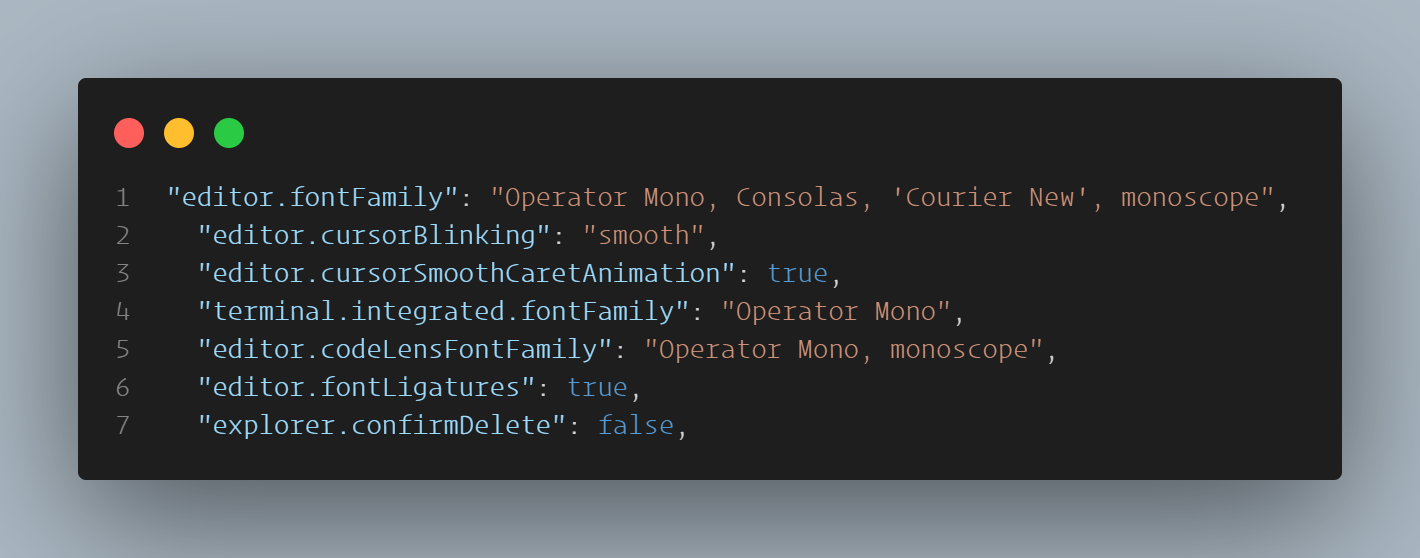 1 "editor.fontFamily": "Operator Mono, Consolas, 'Courier New', monoscope",
2 "editor.cursorBlinking": "smooth",
3 "editor.cursorSmoothCaretAnimation": true,
4 "terminal.integrated.fontFamily": "Operator Mono",
5 "editor.codeLensFontFamily": "Operator Mono, monoscope",
6 "editor.fontLigatures": true,
7 "explorer.confirmDelete": false,